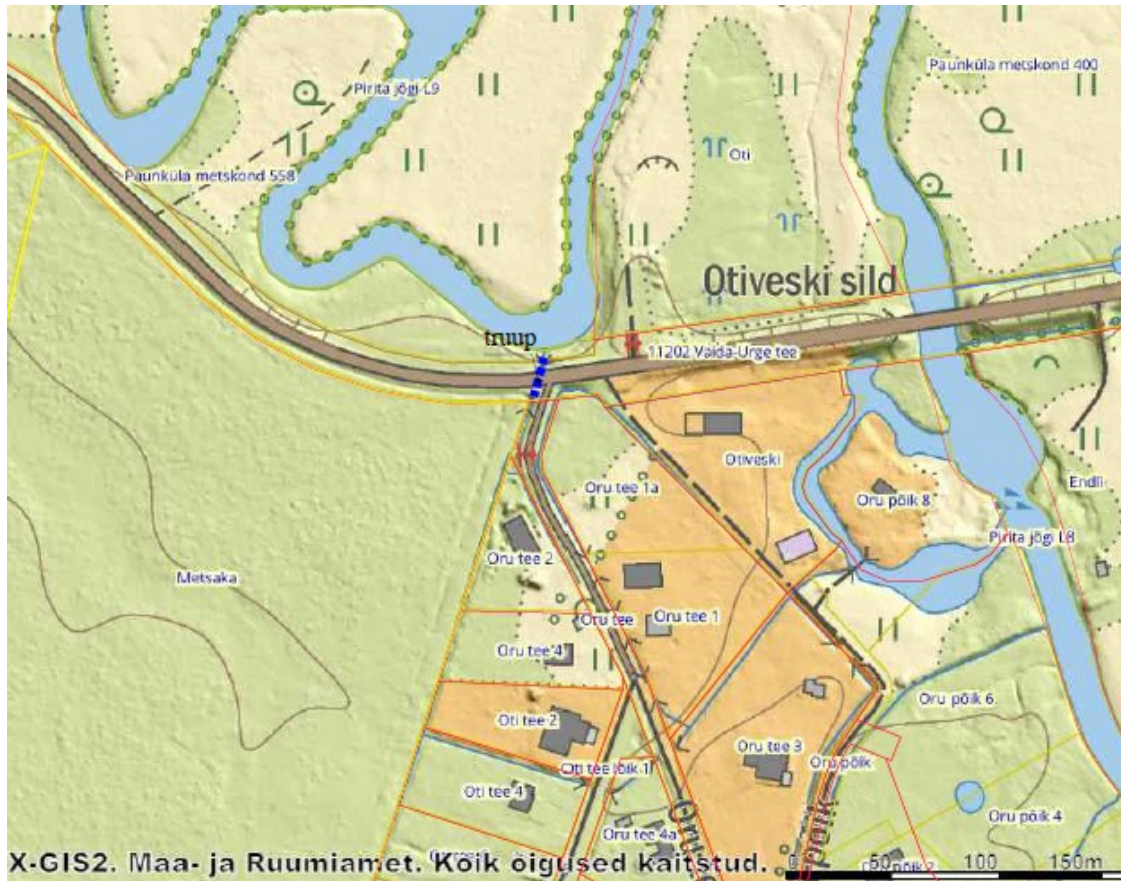 Paunküla metskond 400
Pirita jõgi L9
Oti
Paunküla metskond 558
Otiveski sild
truup
11202 Vaida-Urge tee
Otiveski
Oru tee 1a
Oru põik 8
Endli
Pirita jõgi L8
Oru tee 2
Metsaka
Oru tee
Oru tee 1
Oru tee 4
Oru põik 6
Oti tee 2
Oru tee 3
Oru põik
Oti tee lõik 1
Oti tee 4
Oru põik 4
Oru tee 4a
X-GIS2. Maa- ja Ruumiamet. Kõik õigused kaitstud.
0 50 100 150m